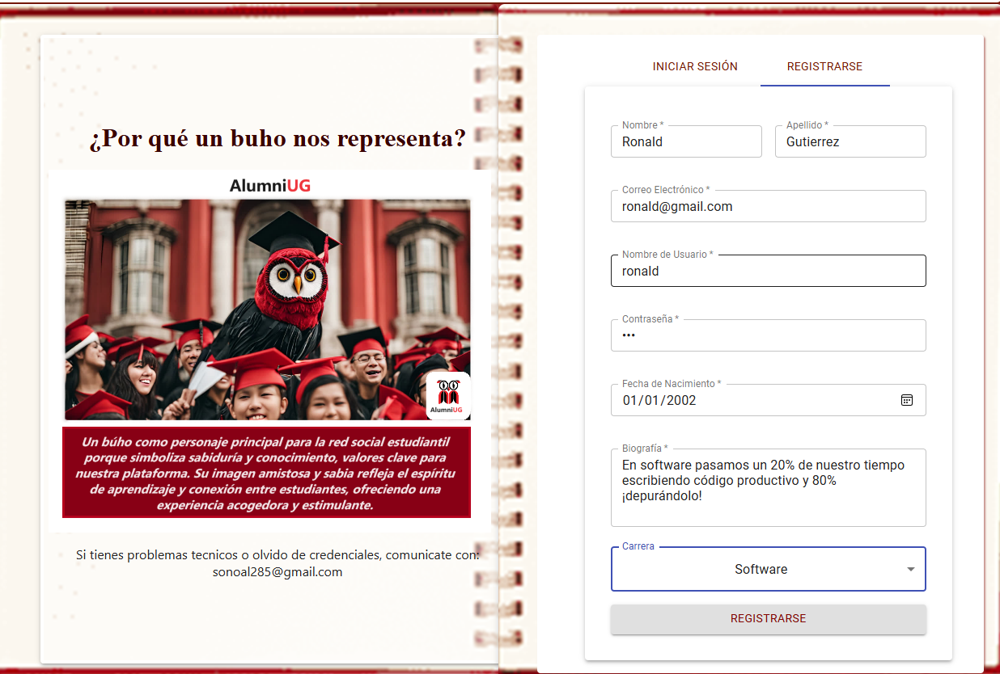 ¿Por qué un buho nos representa?
AlumniUG
AlumniUG
Un búho como personaje principal para la red social estudiantil
porque simboliza sabiduría y conocimiento, valores clave para
nuestra plataforma. Su imagen amistosa y sabia refleja el espíritu
de aprendizaje y conexión entre estudiantes, ofreciendo una
experiencia acogedora y estimulante.
Si tienes problemas tecnicos o olvido de credenciales, comunicate con:
sonoal285@gmail.com
INICIAR SESIÓN REGISTRARSE
Nombre * Apellido *
Ronald Gutierrez
Correo Electrónico *
ronald@gmail.com
Nombre de Usuario *
ronald
Contraseña *
•••
Fecha de Nacimiento *
01/01/2002
Biografía *
En software pasamos un 20% de nuestro tiempo
escribiendo código productivo y 80%
¡depurándolo!
Carrera
Software
REGISTRARSE